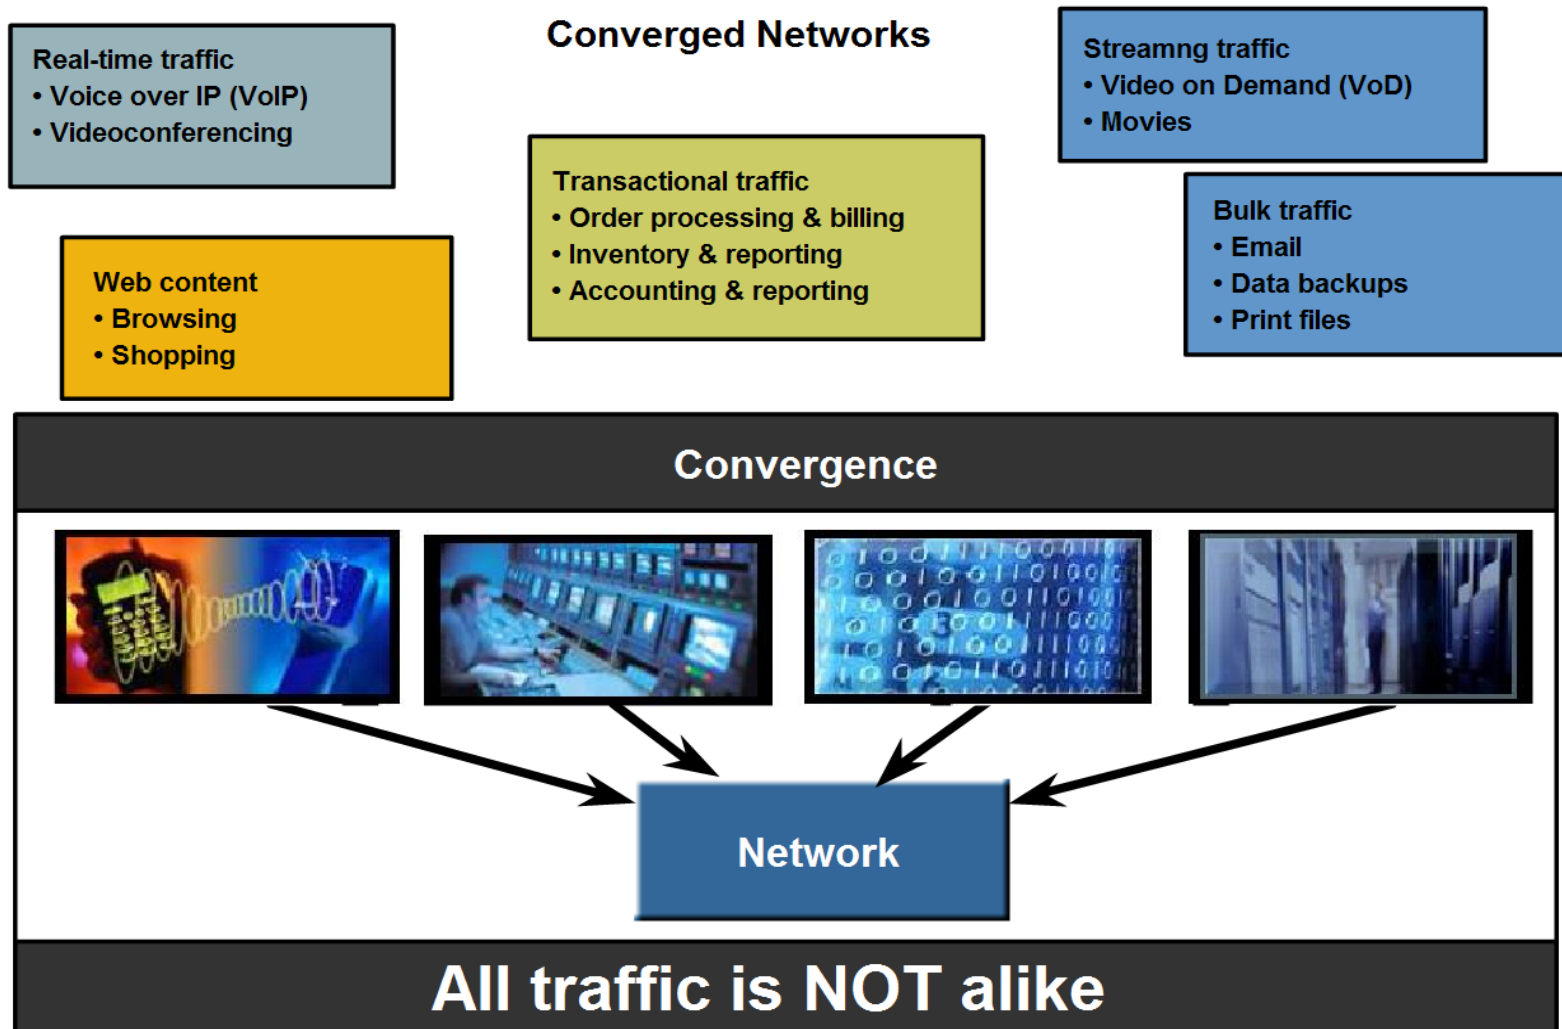 Converged Networks
Real-time traffic
• Voice over IP (VoIP)
• Videoconferencing
Streamng traffic
• Video on Demand (VoD)
• Movies
Transactional traffic
• Order processing & billing
• Inventory & reporting
• Accounting & reporting
Bulk traffic
• Email
• Data backups
• Print files
Web content
• Browsing
• Shopping
Convergence
Network
All traffic is NOT alike